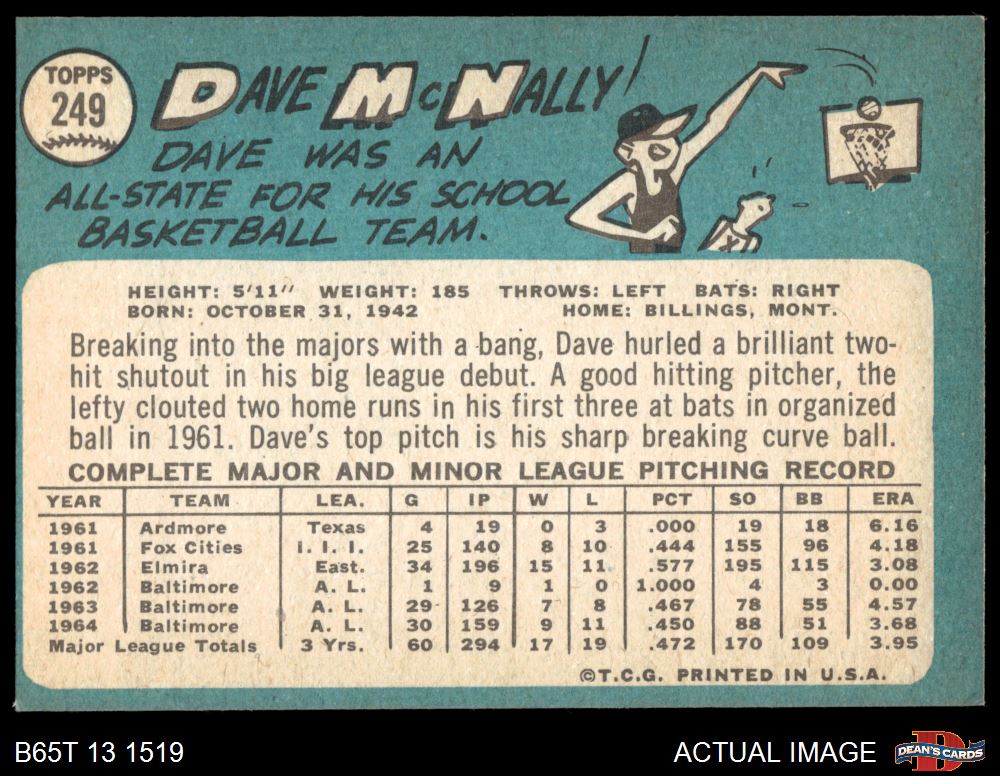 TOPPS
249
DAVE McNALLY
DAVE WAS AN
ALL-STATE FOR HIS SCHOOL
BASKETBALL TEAM.
HEIGHT: 5'11" WEIGHT: 185 THROWS: LEFT BATS: RIGHT
BORN: OCTOBER 31, 1942 HOME: BILLINGS, MONT.
Breaking into the majors with a bang, Dave hurled a brilliant two-
hit shutout in his big league debut. A good hitting pitcher, the
lefty clouted two home runs in his first three at bats in organized
ball in 1961. Dave's top pitch is his sharp breaking curve ball.
COMPLETE MAJOR AND MINOR LEAGUE PITCHING RECORD
YEAR TEAM LEA. G IP W L PCT SO BB ERA
1961 Ardmore Texas 4 19 0 3 .000 19 18 6.16
1961 Fox Cities I. I. I. 25 140 8 10 .444 155 96 4.18
1962 Elmira East. 34 196 15 11 .577 195 115 3.08
1962 Baltimore A. L. 1 9 1 0 1.000 4 3 0.00
1963 Baltimore A. L. 29 126 7 8 .467 78 55 4.57
1964 Baltimore A. L. 30 159 9 11 .450 88 51 3.68
Major League Totals 3 Yrs. 60 294 17 19 .472 170 109 3.95
©T.C.G. PRINTED IN U.S.A.
B65T 13 1519 ACTUAL IMAGE DEAN'S CARDS